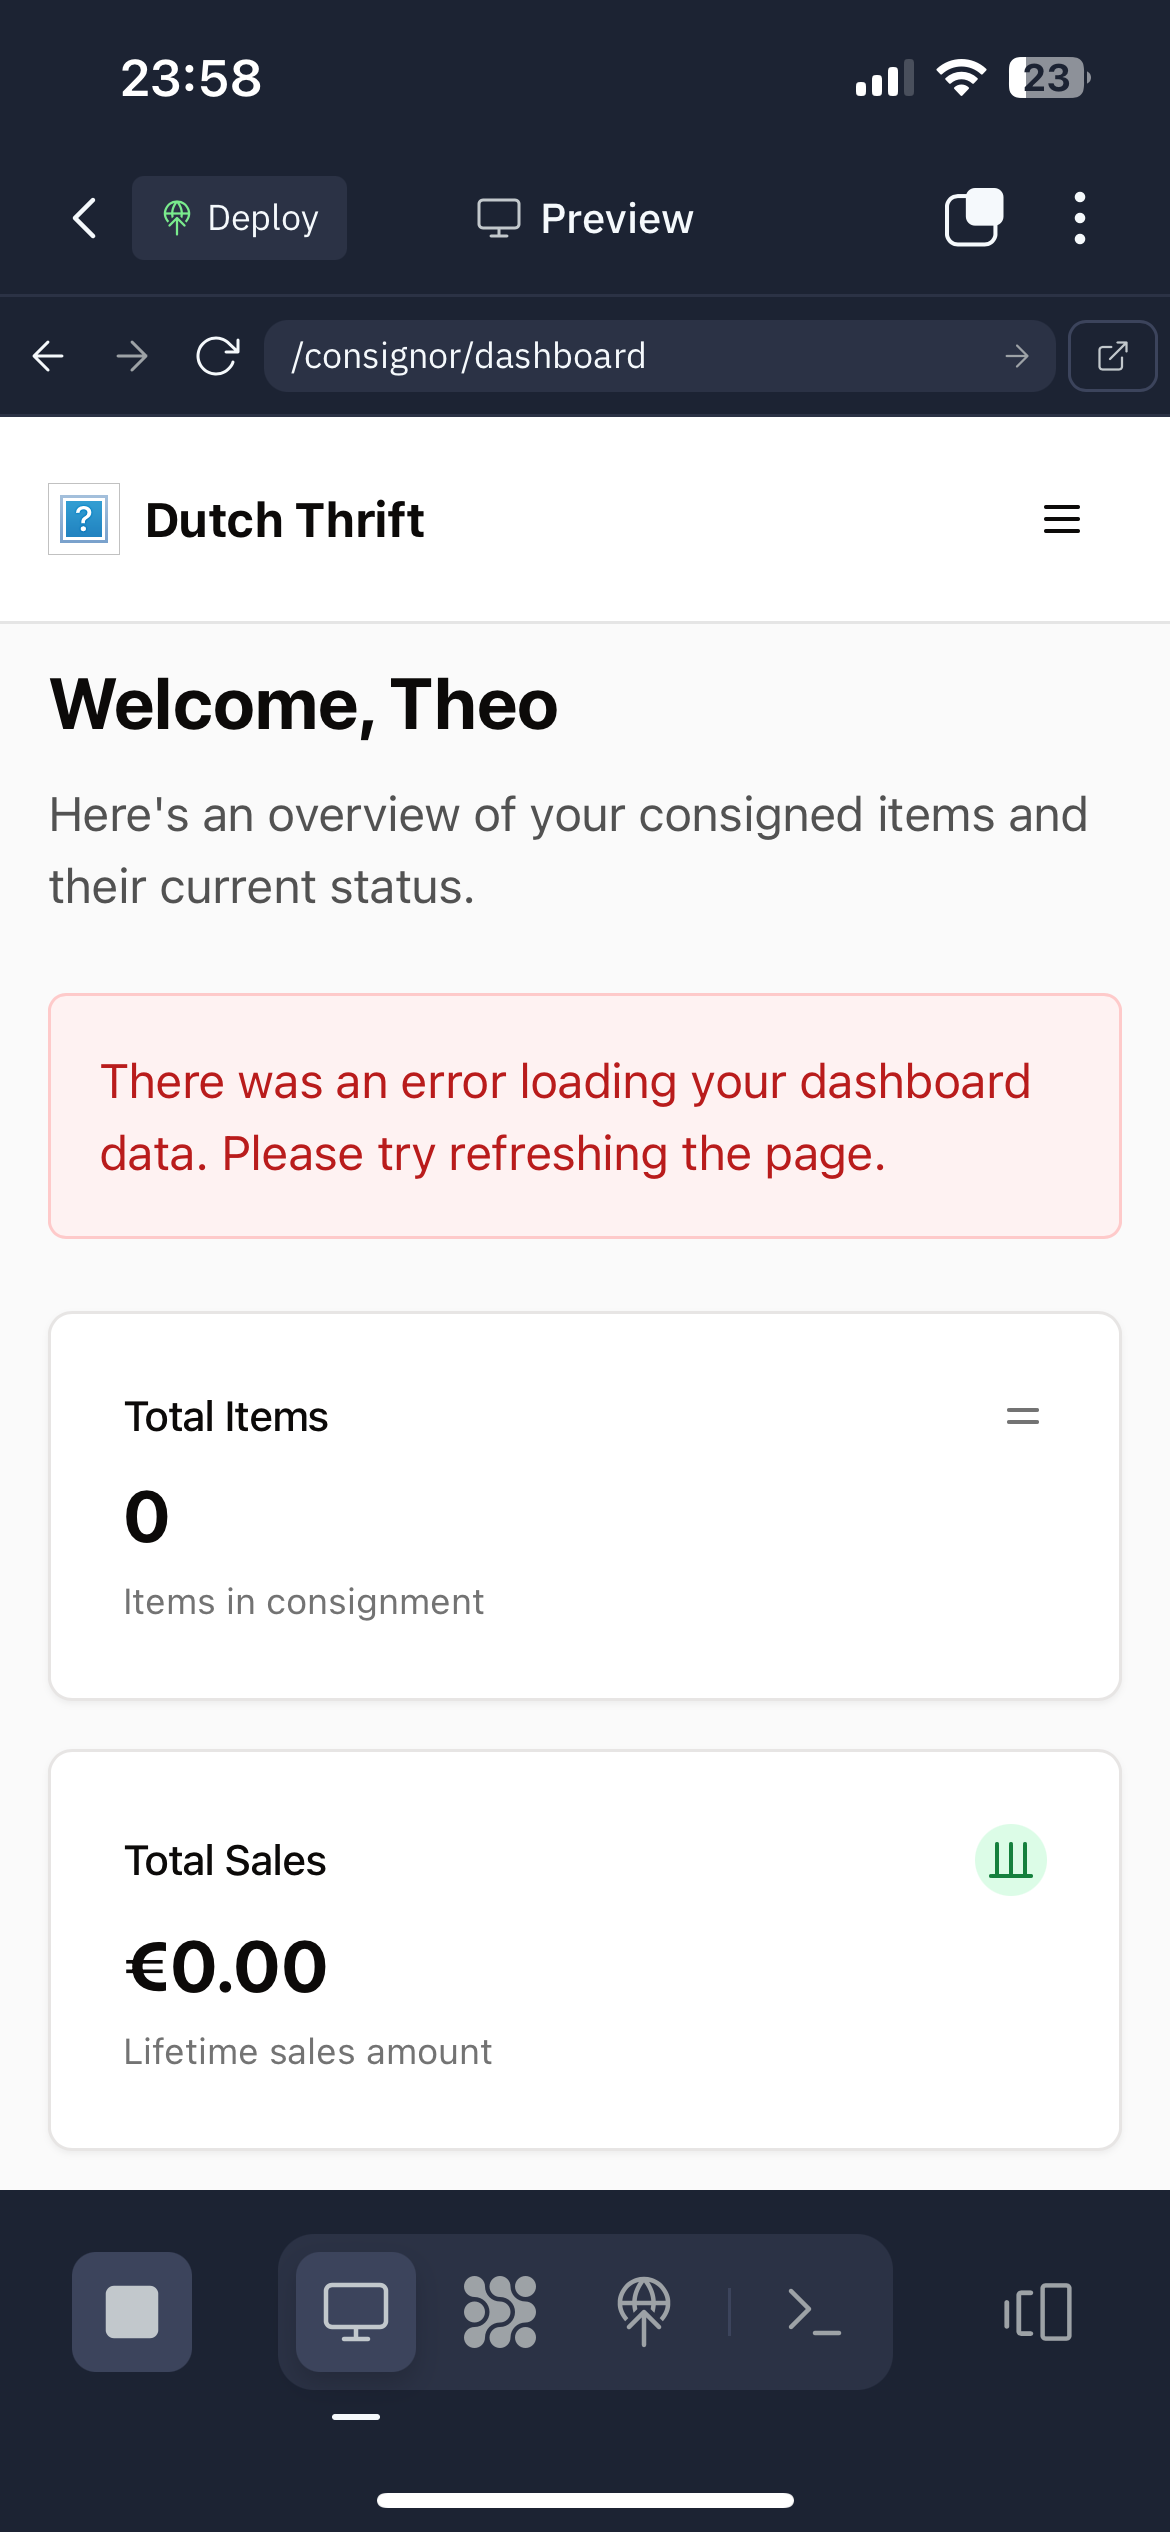 23:58
23
Deploy
Preview
/consignor/dashboard
?
Dutch Thrift
Welcome, Theo
Here's an overview of your consigned items and
their current status.
There was an error loading your dashboard
data. Please try refreshing the page.
Total Items
0
Items in consignment
Total Sales
€0.00
Lifetime sales amount